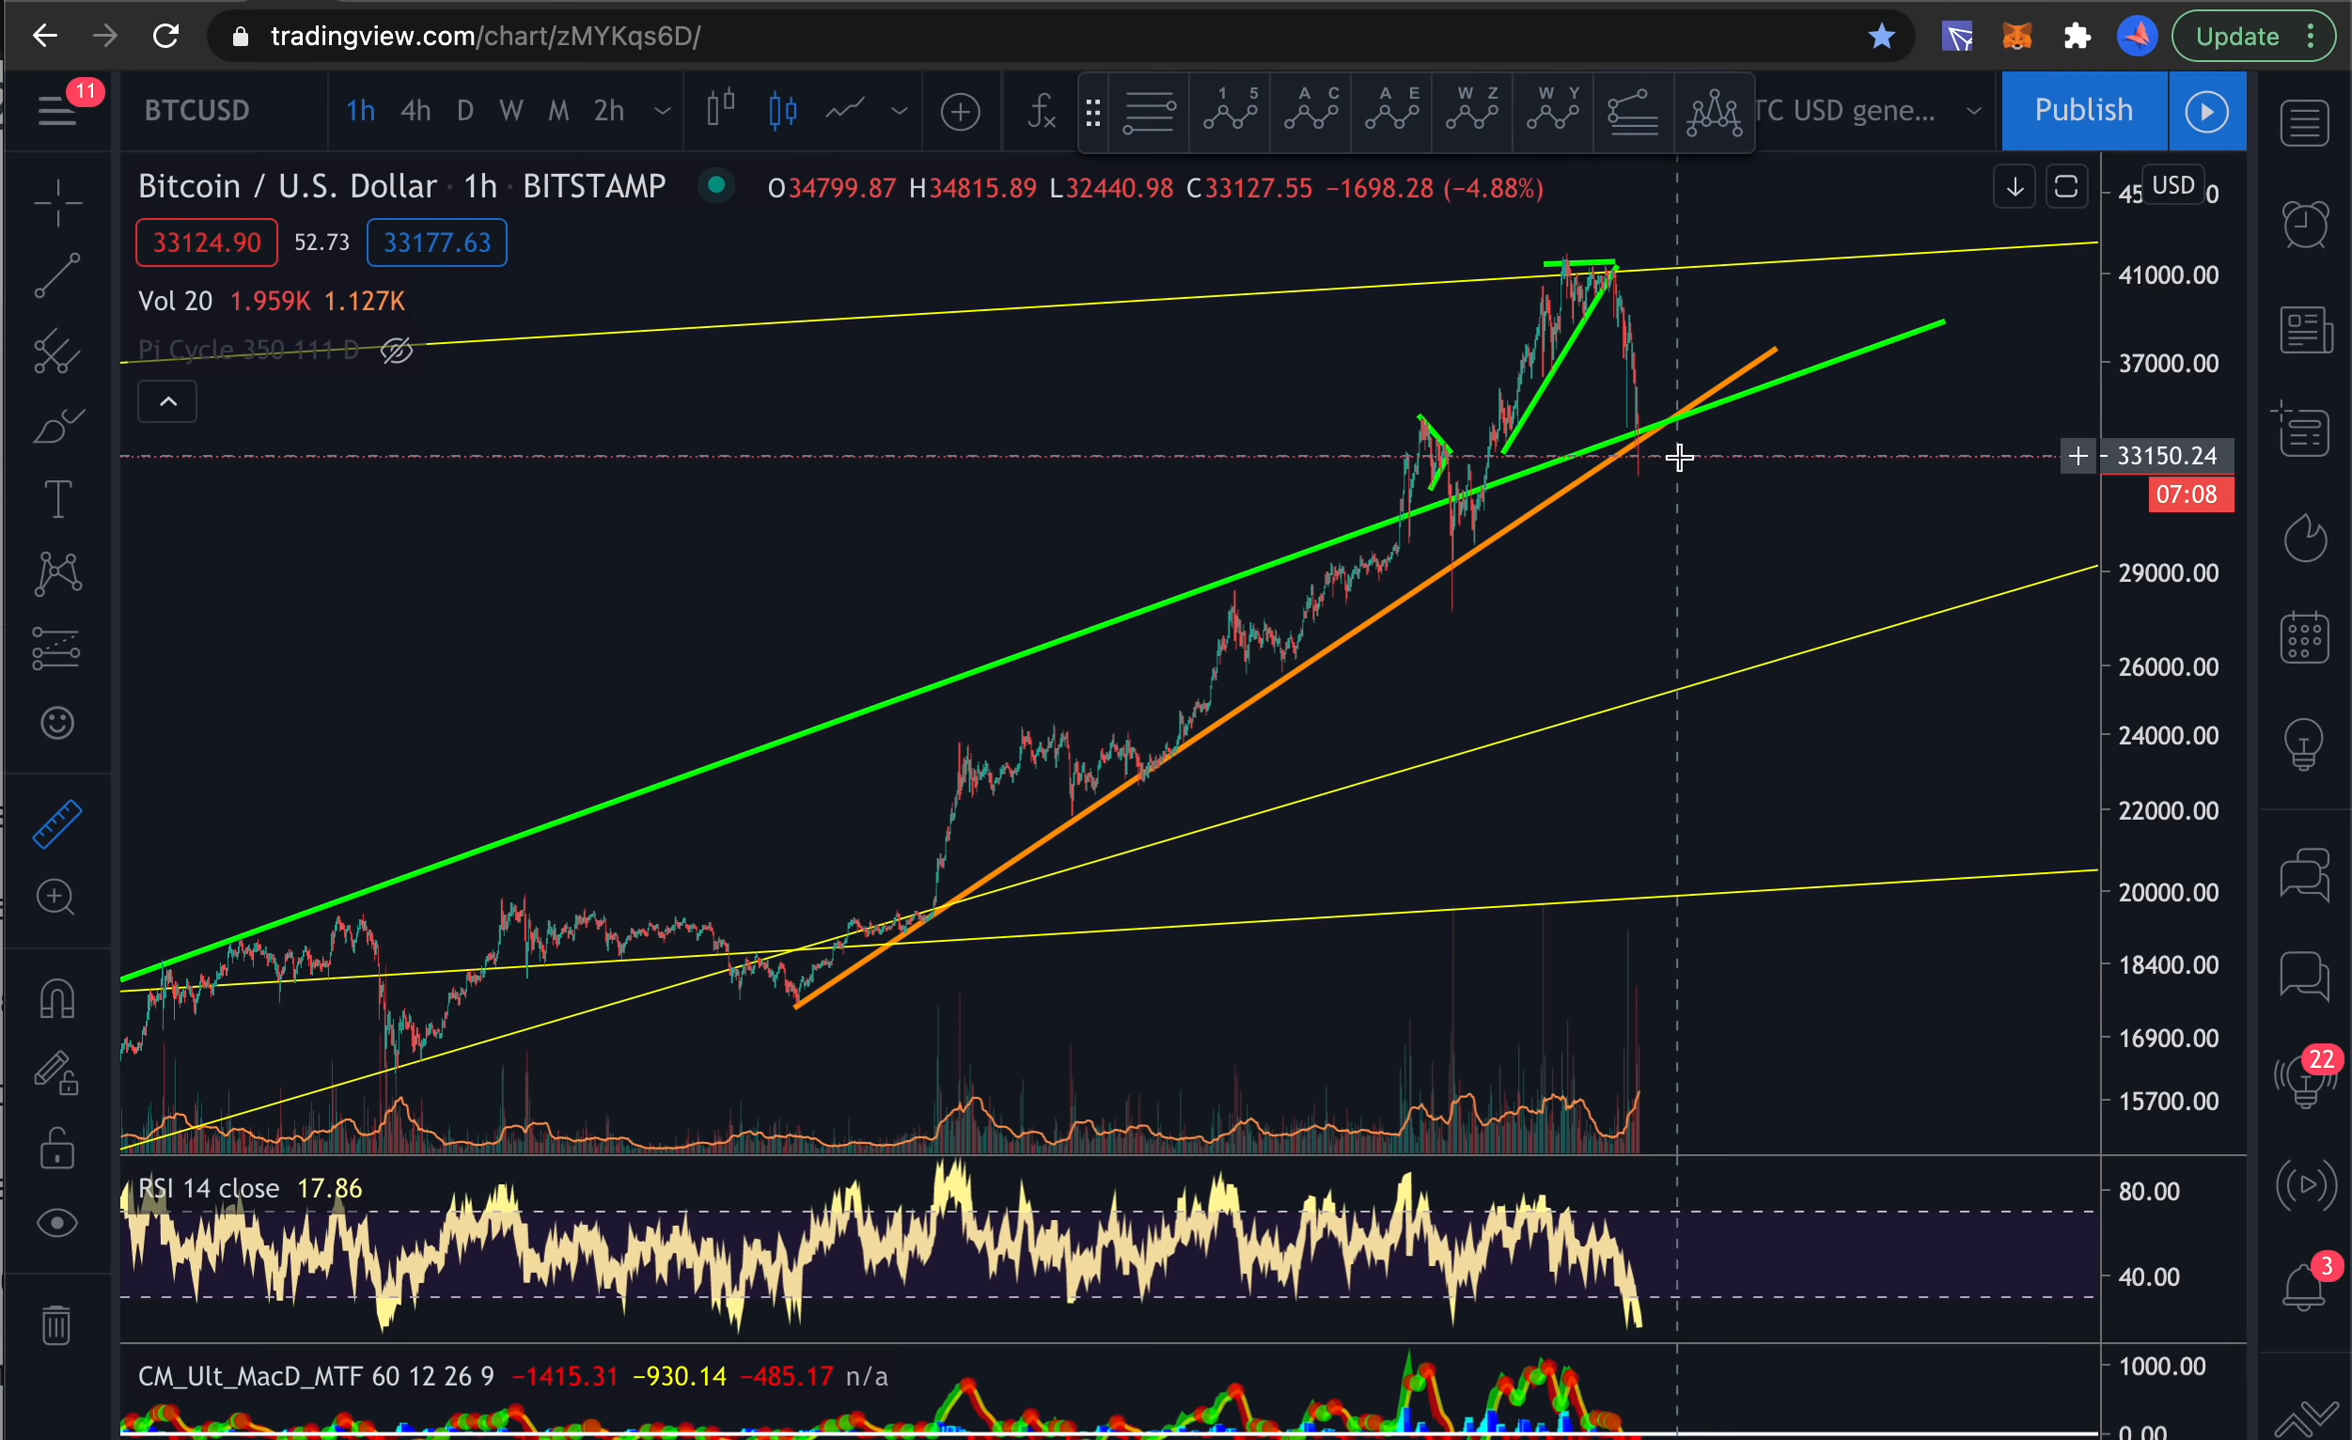 tradingview.com/chart/zMYKqs6D/
Update
11
BTCUSD
1h 4h D W M 2h
1 5
A C
A E
W Z
W Y
TC USD gene...
Publish
Bitcoin / U.S. Dollar · 1h · BITSTAMP
O34799.87 H34815.89 L32440.98 C33127.55 −1698.28 (−4.88%)
33124.90 52.73 33177.63
Vol 20 1.959K 1.127K
Pi Cycle 350 111 D
USD
41000.00
37000.00
33150.24
07:08
29000.00
26000.00
24000.00
22000.00
20000.00
18400.00
16900.00
15700.00
22
3
RSI 14 close 17.86
80.00
40.00
CM_Ult_MacD_MTF 60 12 26 9 −1415.31 −930.14 −485.17 n/a
1000.00
0.00